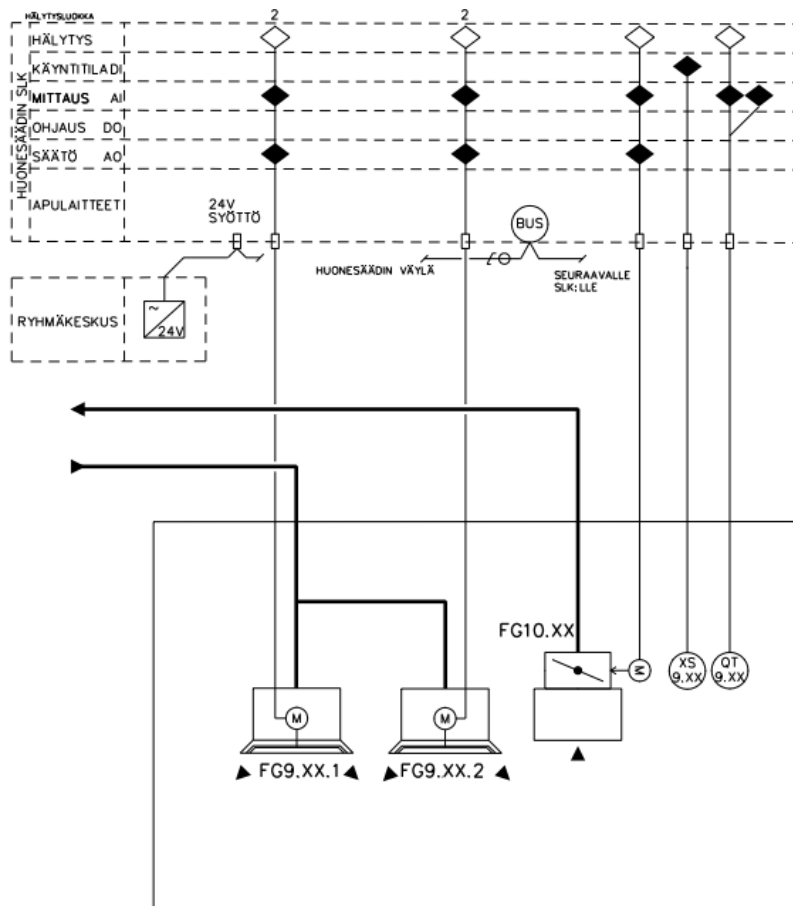 HÄLYTYSLUOKKA
2
2
HUONESÄÄDIN SLK
HÄLYTYS
KÄYNTITILA DI
MITTAUS AI
OHJAUS DO
SÄÄTÖ AO
APULAITTEET
24V
SYÖTTÖ
BUS
HUONESÄÄDIN VÄYLÄ
SEURAAVALLE
SLK:LLE
RYHMÄKESKUS
~
24V
FG10.XX
M
XS
9.XX
QT
9.XX
M
M
FG9.XX.1
FG9.XX.2